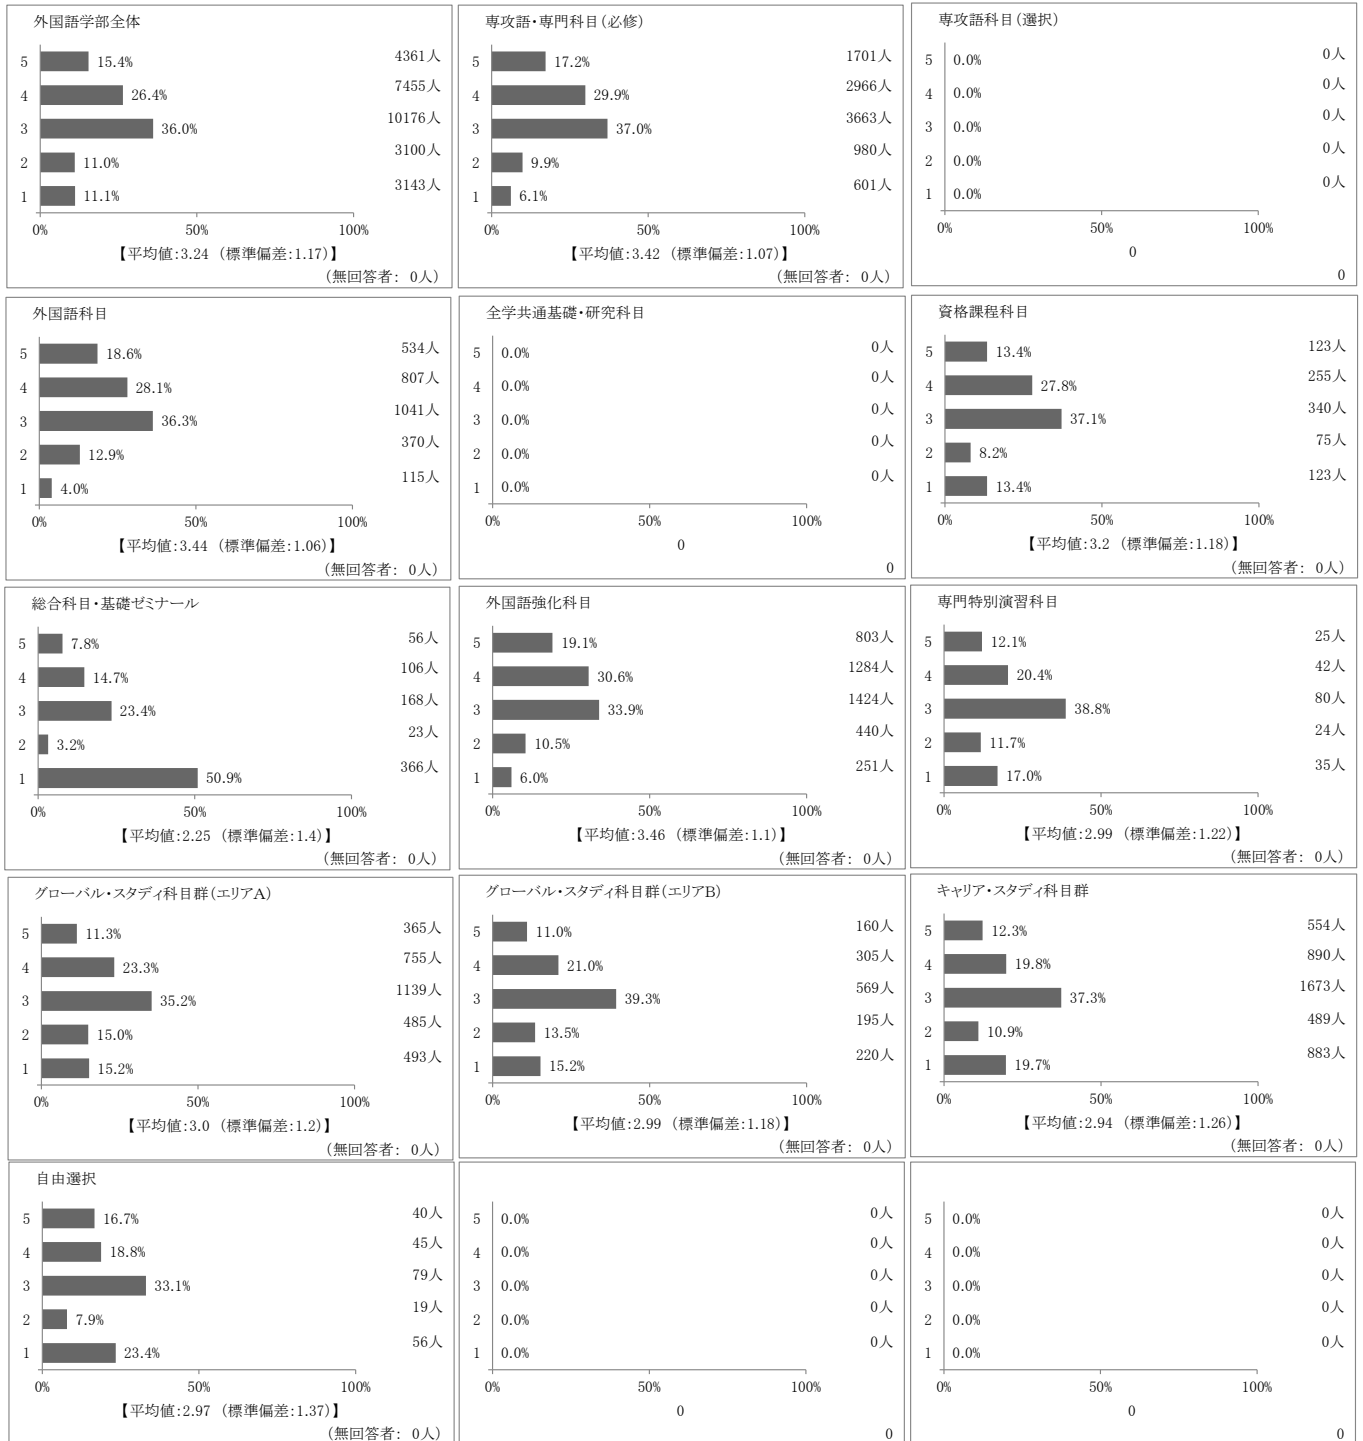 外国語学部全体
5 15.4% 4361人
4 26.4% 7455人
3 36.0% 10176人
2 11.0% 3100人
1 11.1% 3143人
0% 50% 100%
【平均値:3.24 (標準偏差:1.17)】
(無回答者: 0人)
専攻語・専門科目(必修)
5 17.2% 1701人
4 29.9% 2966人
3 37.0% 3663人
2 9.9% 980人
1 6.1% 601人
0% 50% 100%
【平均値:3.42 (標準偏差:1.07)】
(無回答者: 0人)
専攻語科目(選択)
5 0.0% 0人
4 0.0% 0人
3 0.0% 0人
2 0.0% 0人
1 0.0% 0人
0% 50% 100%
0
0
外国語科目
5 18.6% 534人
4 28.1% 807人
3 36.3% 1041人
2 12.9% 370人
1 4.0% 115人
0% 50% 100%
【平均値:3.44 (標準偏差:1.06)】
(無回答者: 0人)
全学共通基礎・研究科目
5 0.0% 0人
4 0.0% 0人
3 0.0% 0人
2 0.0% 0人
1 0.0% 0人
0% 50% 100%
0
0
資格課程科目
5 13.4% 123人
4 27.8% 255人
3 37.1% 340人
2 8.2% 75人
1 13.4% 123人
0% 50% 100%
【平均値:3.2 (標準偏差:1.18)】
(無回答者: 0人)
総合科目・基礎ゼミナール
5 7.8% 56人
4 14.7% 106人
3 23.4% 168人
2 3.2% 23人
1 50.9% 366人
0% 50% 100%
【平均値:2.25 (標準偏差:1.4)】
(無回答者: 0人)
外国語強化科目
5 19.1% 803人
4 30.6% 1284人
3 33.9% 1424人
2 10.5% 440人
1 6.0% 251人
0% 50% 100%
【平均値:3.46 (標準偏差:1.1)】
(無回答者: 0人)
専門特別演習科目
5 12.1% 25人
4 20.4% 42人
3 38.8% 80人
2 11.7% 24人
1 17.0% 35人
0% 50% 100%
【平均値:2.99 (標準偏差:1.22)】
(無回答者: 0人)
グローバル・スタディ科目群(エリアA)
5 11.3% 365人
4 23.3% 755人
3 35.2% 1139人
2 15.0% 485人
1 15.2% 493人
0% 50% 100%
【平均値:3.0 (標準偏差:1.2)】
(無回答者: 0人)
グローバル・スタディ科目群(エリアB)
5 11.0% 160人
4 21.0% 305人
3 39.3% 569人
2 13.5% 195人
1 15.2% 220人
0% 50% 100%
【平均値:2.99 (標準偏差:1.18)】
(無回答者: 0人)
キャリア・スタディ科目群
5 12.3% 554人
4 19.8% 890人
3 37.3% 1673人
2 10.9% 489人
1 19.7% 883人
0% 50% 100%
【平均値:2.94 (標準偏差:1.26)】
(無回答者: 0人)
自由選択
5 16.7% 40人
4 18.8% 45人
3 33.1% 79人
2 7.9% 19人
1 23.4% 56人
0% 50% 100%
【平均値:2.97 (標準偏差:1.37)】
(無回答者: 0人)
5 0.0% 0人
4 0.0% 0人
3 0.0% 0人
2 0.0% 0人
1 0.0% 0人
0% 50% 100%
0
0
5 0.0% 0人
4 0.0% 0人
3 0.0% 0人
2 0.0% 0人
1 0.0% 0人
0% 50% 100%
0
0